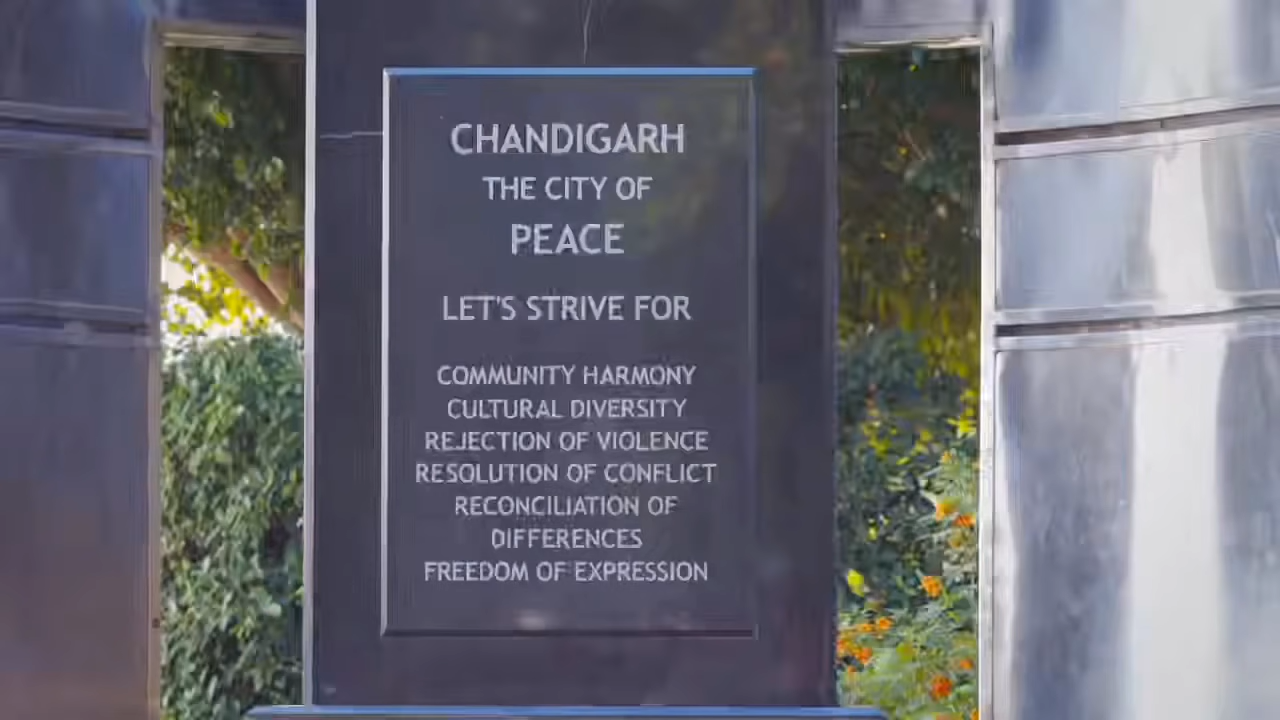 CHANDIGARH
THE CITY OF
PEACE
LET'S STRIVE FOR
COMMUNITY HARMONY
CULTURAL DIVERSITY
REJECTION OF VIOLENCE
RESOLUTION OF CONFLICT
RECONCILIATION OF
DIFFERENCES
FREEDOM OF EXPRESSION